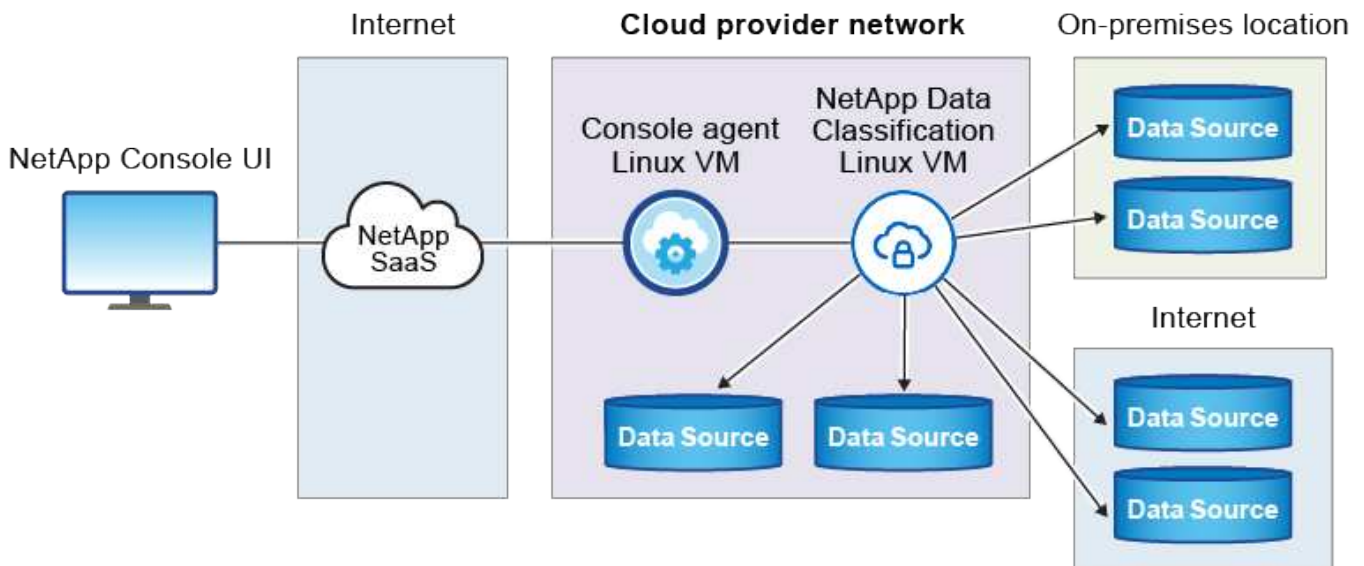 Internet
Cloud provider network
On-premises location
NetApp Console UI
NetApp
SaaS
Console agent
Linux VM
NetApp Data
Classification
Linux VM
Data Source
Data Source
Data Source
Data Source
Internet
Data Source
Data Source